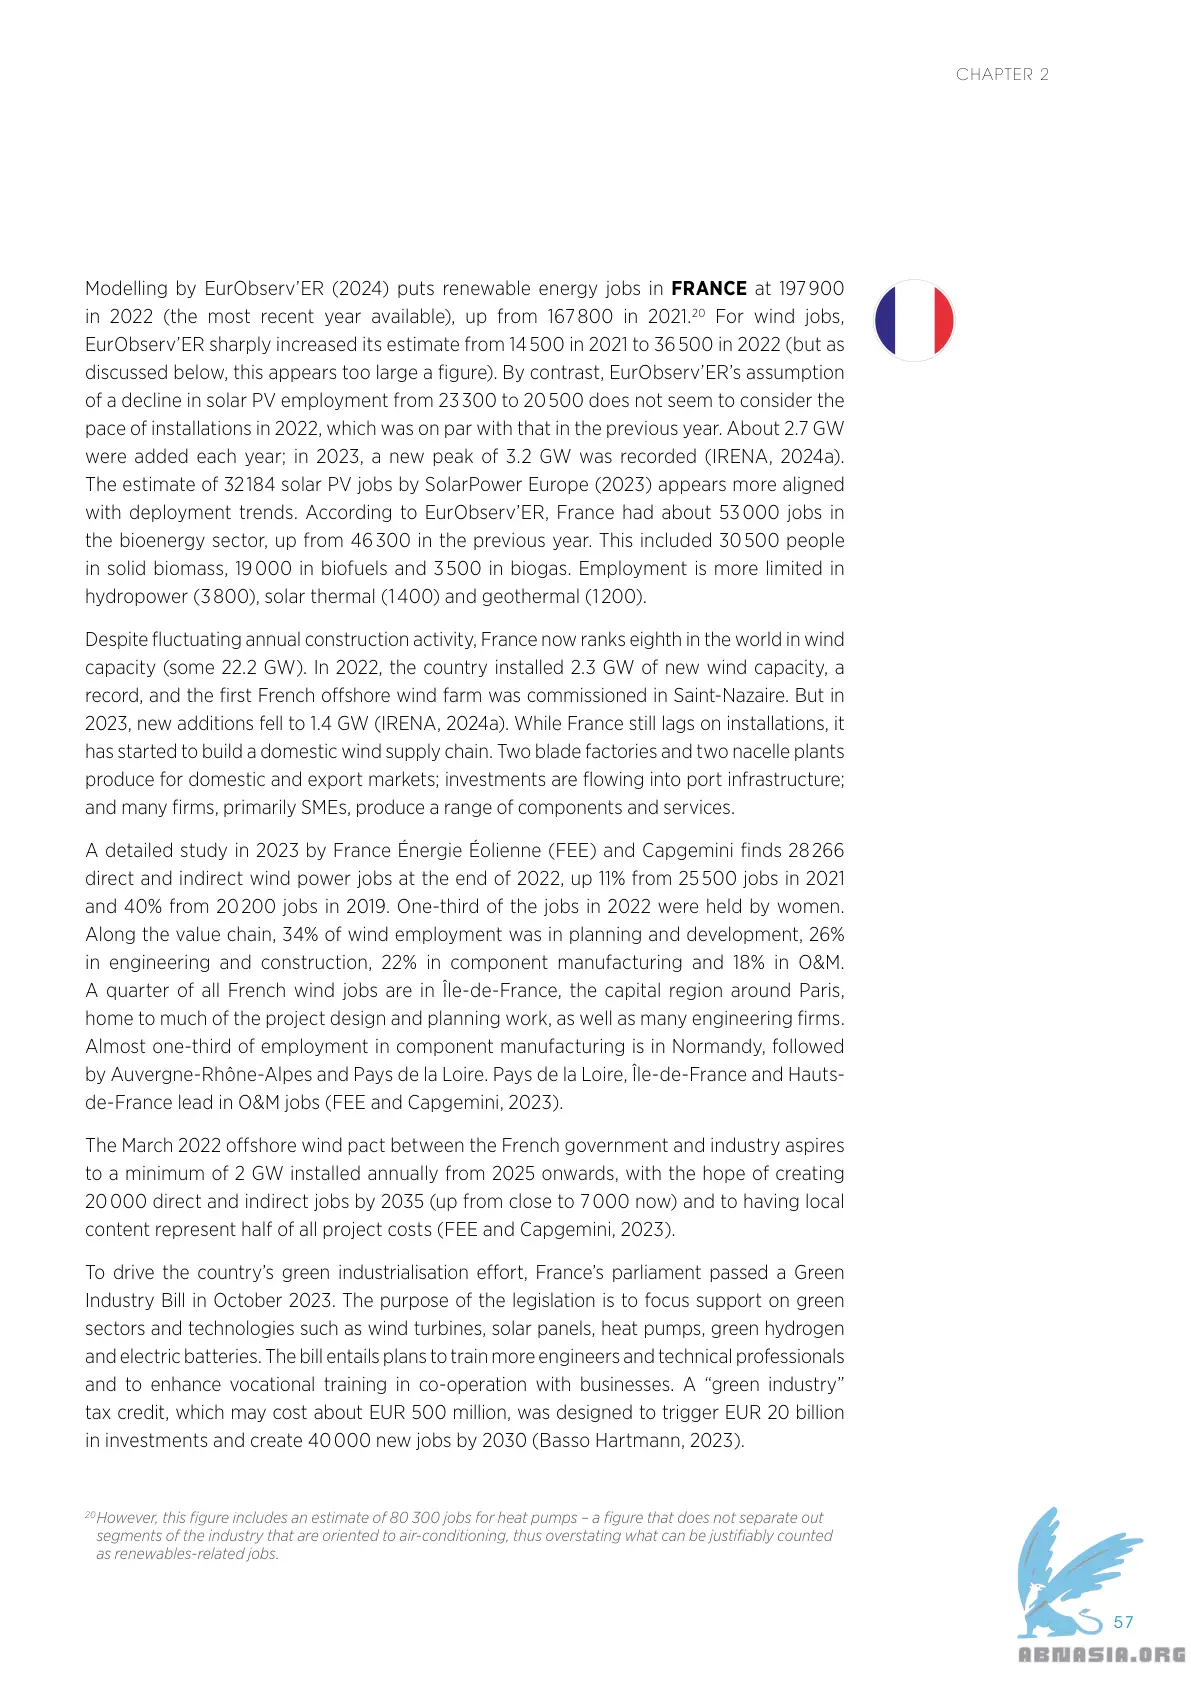 CHAPTER 2
Modelling by EurObserv’ER (2024) puts renewable energy jobs in FRANCE at 197 900
in 2022 (the most recent year available), up from 167 800 in 2021.20 For wind jobs,
EurObserv’ER sharply increased its estimate from 14 500 in 2021 to 36 500 in 2022 (but as
discussed below, this appears too large a figure). By contrast, EurObserv’ER’s assumption
of a decline in solar PV employment from 23 300 to 20 500 does not seem to consider the
pace of installations in 2022, which was on par with that in the previous year. About 2.7 GW
were added each year; in 2023, a new peak of 3.2 GW was recorded (IRENA, 2024a).
The estimate of 32 184 solar PV jobs by SolarPower Europe (2023) appears more aligned
with deployment trends. According to EurObserv’ER, France had about 53 000 jobs in
the bioenergy sector, up from 46 300 in the previous year. This included 30 500 people
in solid biomass, 19 000 in biofuels and 3 500 in biogas. Employment is more limited in
hydropower (3 800), solar thermal (1 400) and geothermal (1 200).
Despite fluctuating annual construction activity, France now ranks eighth in the world in wind
capacity (some 22.2 GW). In 2022, the country installed 2.3 GW of new wind capacity, a
record, and the first French offshore wind farm was commissioned in Saint-Nazaire. But in
2023, new additions fell to 1.4 GW (IRENA, 2024a). While France still lags on installations, it
has started to build a domestic wind supply chain. Two blade factories and two nacelle plants
produce for domestic and export markets; investments are flowing into port infrastructure;
and many firms, primarily SMEs, produce a range of components and services.
A detailed study in 2023 by France Énergie Éolienne (FEE) and Capgemini finds 28 266
direct and indirect wind power jobs at the end of 2022, up 11% from 25 500 jobs in 2021
and 40% from 20 200 jobs in 2019. One-third of the jobs in 2022 were held by women.
Along the value chain, 34% of wind employment was in planning and development, 26%
in engineering and construction, 22% in component manufacturing and 18% in O&M.
A quarter of all French wind jobs are in Île-de-France, the capital region around Paris,
home to much of the project design and planning work, as well as many engineering firms.
Almost one-third of employment in component manufacturing is in Normandy, followed
by Auvergne-Rhône-Alpes and Pays de la Loire. Pays de la Loire, Île-de-France and Hauts-
de-France lead in O&M jobs (FEE and Capgemini, 2023).
The March 2022 offshore wind pact between the French government and industry aspires
to a minimum of 2 GW installed annually from 2025 onwards, with the hope of creating
20 000 direct and indirect jobs by 2035 (up from close to 7 000 now) and to having local
content represent half of all project costs (FEE and Capgemini, 2023).
To drive the country’s green industrialisation effort, France’s parliament passed a Green
Industry Bill in October 2023. The purpose of the legislation is to focus support on green
sectors and technologies such as wind turbines, solar panels, heat pumps, green hydrogen
and electric batteries. The bill entails plans to train more engineers and technical professionals
and to enhance vocational training in co-operation with businesses. A “green industry”
tax credit, which may cost about EUR 500 million, was designed to trigger EUR 20 billion
in investments and create 40 000 new jobs by 2030 (Basso Hartmann, 2023).
20 However, this figure includes an estimate of 80 300 jobs for heat pumps – a figure that does not separate out
segments of the industry that are oriented to air-conditioning, thus overstating what can be justifiably counted
as renewables-related jobs.
57
ABNASIA.ORG